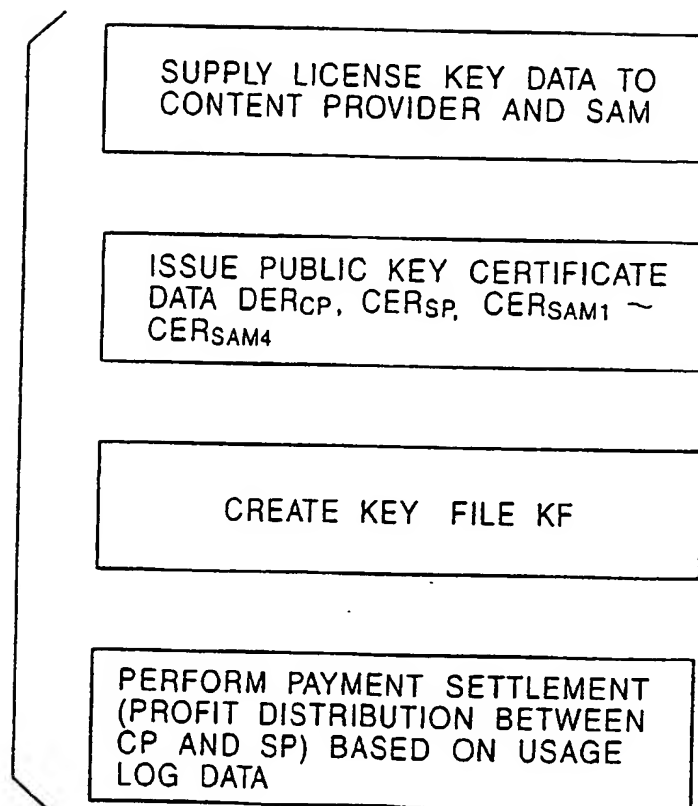 SUPPLY LICENSE KEY DATA TO
CONTENT PROVIDER AND SAM
ISSUE PUBLIC KEY CERTIFICATE
DATA DERCP, CERSP, CERSAM1 ~
CERSAM4
CREATE KEY FILE KF
PERFORM PAYMENT SETTLEMENT
(PROFIT DISTRIBUTION BETWEEN
CP AND SP) BASED ON USAGE
LOG DATA